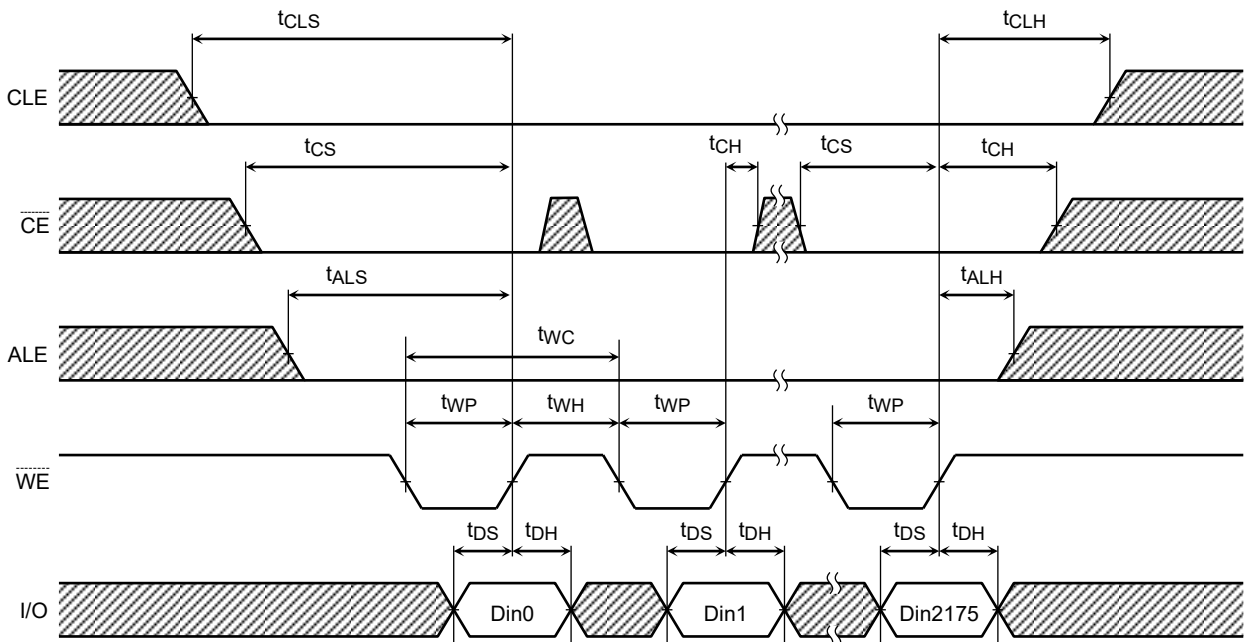 tCLS tCLH
CLE
tCS tCH tCS tCH
CE
tALS tALH
ALE
tWC
tWP tWH tWP tWP
WE
tDS tDH tDS tDH tDS tDH
I/O Din0 Din1 Din2175